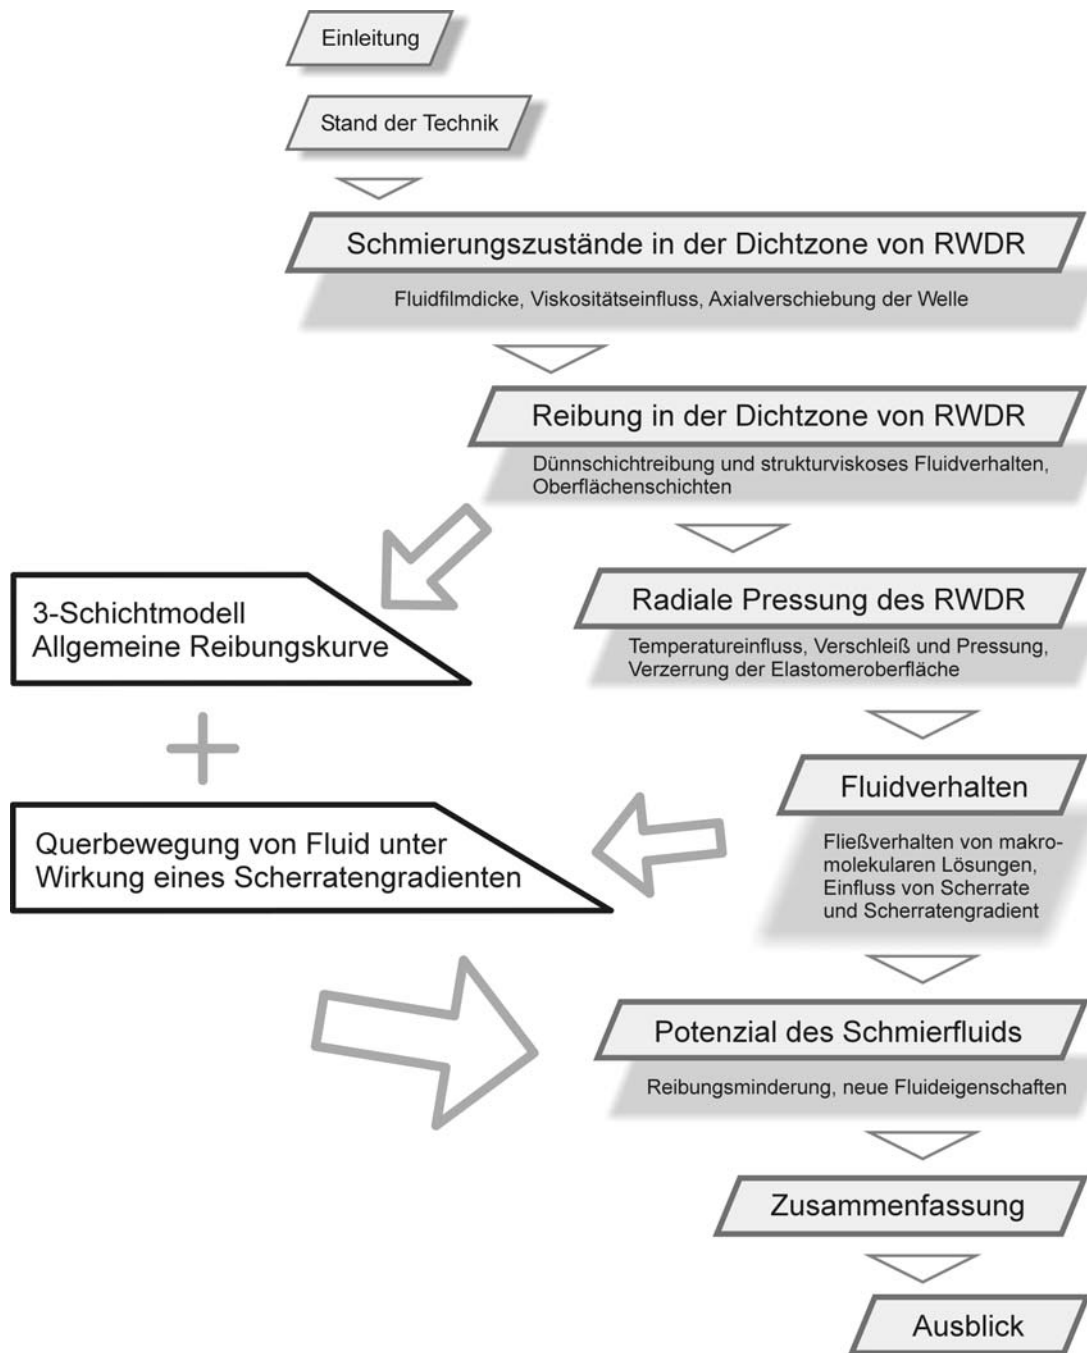 Einleitung
Stand der Technik
Schmierungszustände in der Dichtzone von RWDR
Fluidfilmdicke, Viskositätseinfluss, Axialverschiebung der Welle
Reibung in der Dichtzone von RWDR
Dünnschichtreibung und strukturviskoses Fluidverhalten,
Oberflächenschichten
3-Schichtmodell
Allgemeine Reibungskurve
Radiale Pressung des RWDR
Temperatureinfluss, Verschleiß und Pressung,
Verzerrung der Elastomeroberfläche
Fluidverhalten
Fließverhalten von makro-
molekularen Lösungen,
Einfluss von Scherrate
und Scherratengradient
Querbewegung von Fluid unter
Wirkung eines Scherratengradienten
Potenzial des Schmierfluids
Reibungsminderung, neue Fluideigenschaften
Zusammenfassung
Ausblick